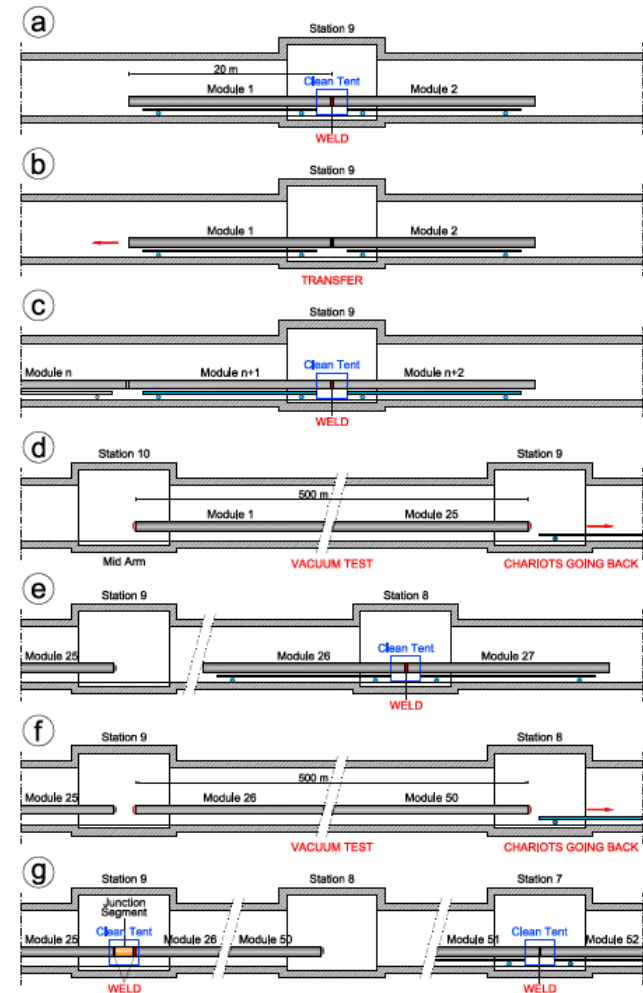 a
Station 9
20 m
Clean Tent
Module 1
Module 2
WELD
b
Station 9
Module 1
Module 2
TRANSFER
c
Station 9
Clean Tent
Module n
Module n+1
Module n+2
WELD
d
Station 10
Station 9
500 m
Module 1
Module 25
Mid Arm
VACUUM TEST
CHARIOTS GOING BACK
e
Station 9
Station 8
Clean Tent
Module 25
Module 26
Module 27
WELD
f
Station 9
Station 8
500 m
Module 25
Module 26
Module 50
VACUUM TEST
CHARIOTS GOING BACK
g
Station 9
Station 8
Station 7
Junction
Segment
Clean Tent
Clean Tent
Module 25
Module 26
Module 50
Module 51
Module 52
WELD
WELD